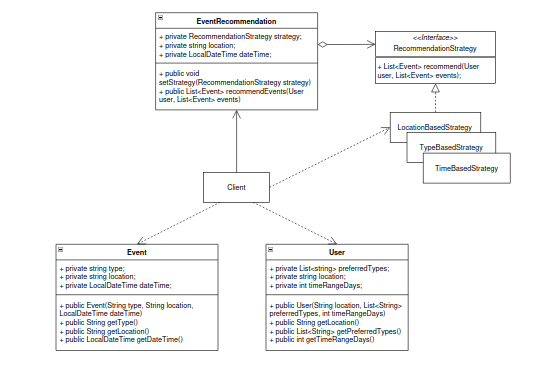 EventRecommendation
+ private RecommendationStrategy strategy;
+ private string location;
+ private LocalDateTime dateTime;
+ public void
setStrategy(RecommendationStrategy strategy)
+ public List<Event> recommendEvents(User
user, List<Event> events)
<<Interface>>
RecommendationStrategy
+ List<Event> recommend(User
user, List<Event> events);
LocationBasedStrategy
TypeBasedStrategy
TimeBasedStrategy
Client
Event
+ private string type;
+ private string location;
+ private LocalDateTime dateTime;
+ public Event(String type, String location,
LocalDateTime dateTime)
+ public String getType()
+ public String getLocation()
+ public LocalDateTime getDateTime()
User
+ private List<string> preferredTypes;
+ private string location;
+ private int timeRangeDays;
+ public User(String location, List<String>
preferredTypes, int timeRangeDays)
+ public String getLocation()
+ public List<String> getPreferredTypes()
+ public int getTimeRangeDays()